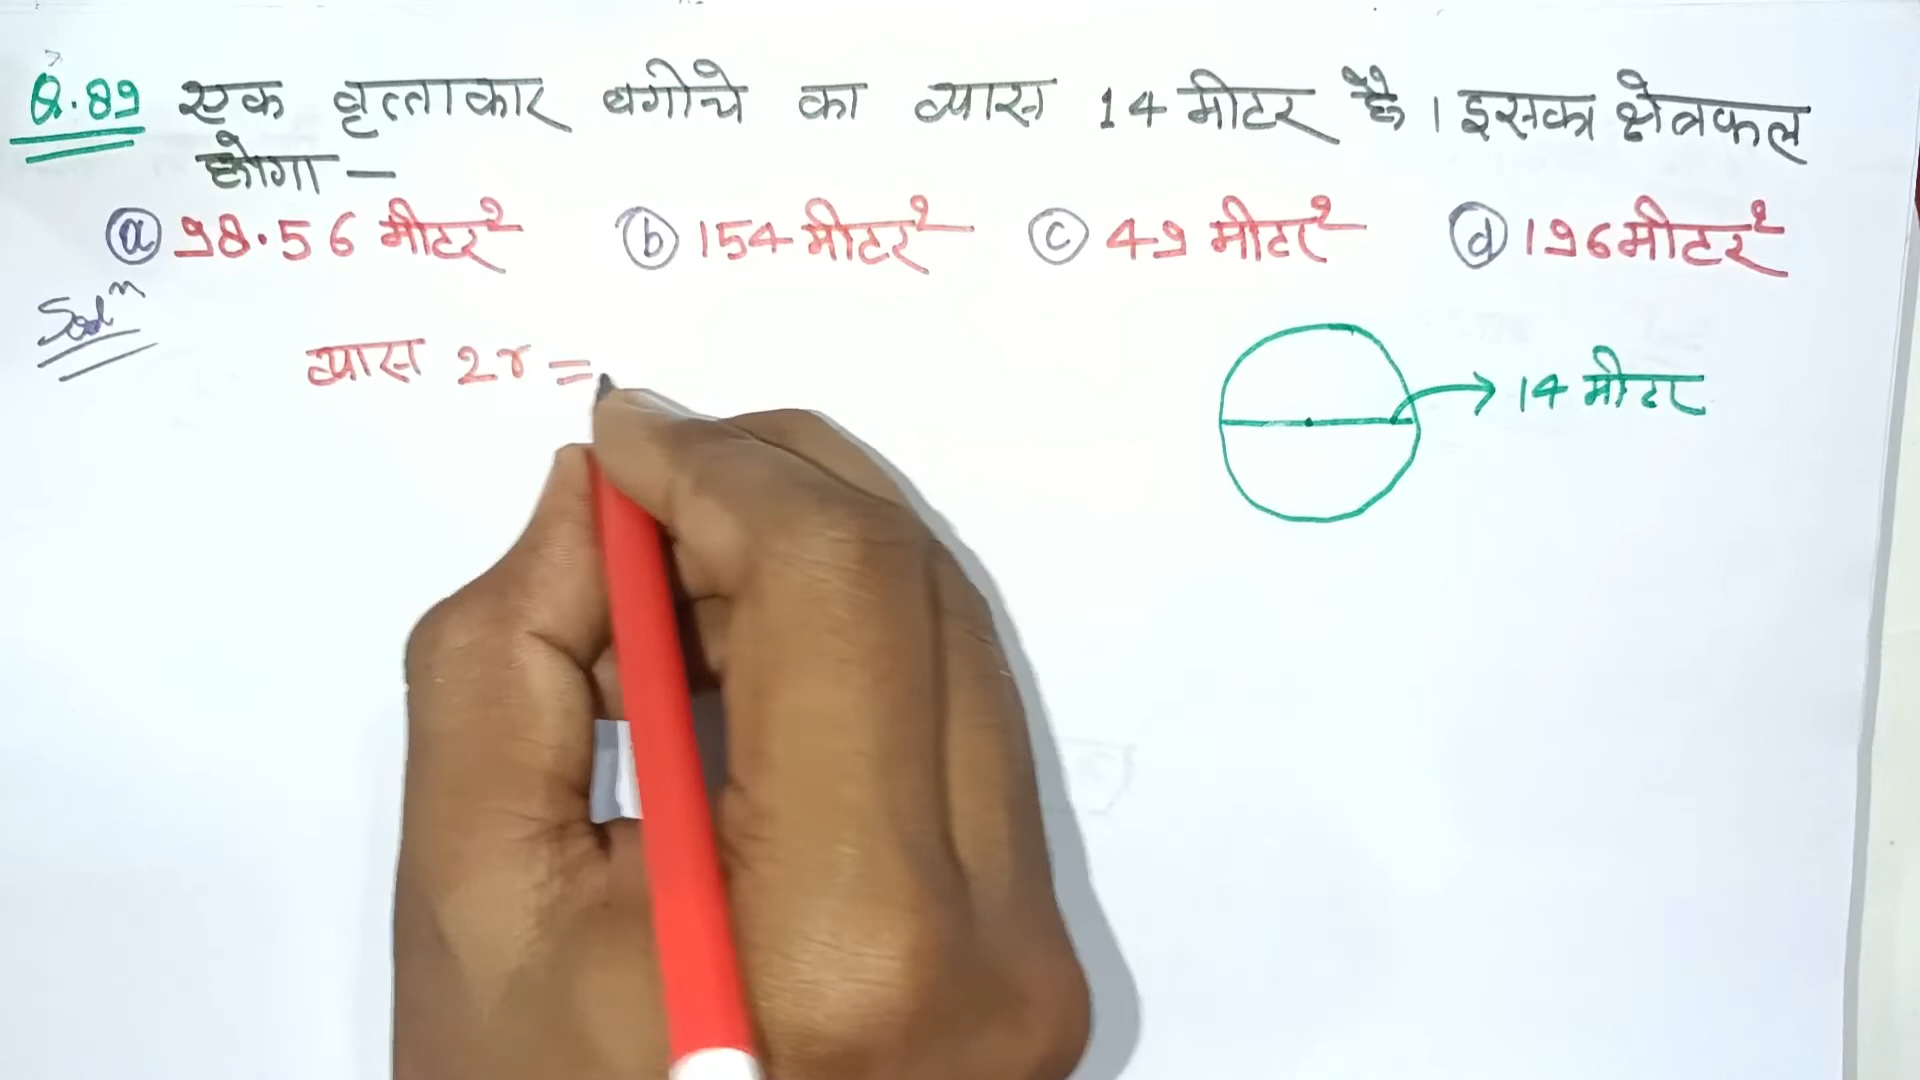 Q.89 एक वृत्ताकार बगीचे का व्यास 14 मीटर है । इसका क्षेत्रफल
होगा —
(a) 98.56 मीटर² (b) 154 मीटर² (c) 49 मीटर² (d) 196 मीटर²
Solⁿ
व्यास 2r =
14 मीटर